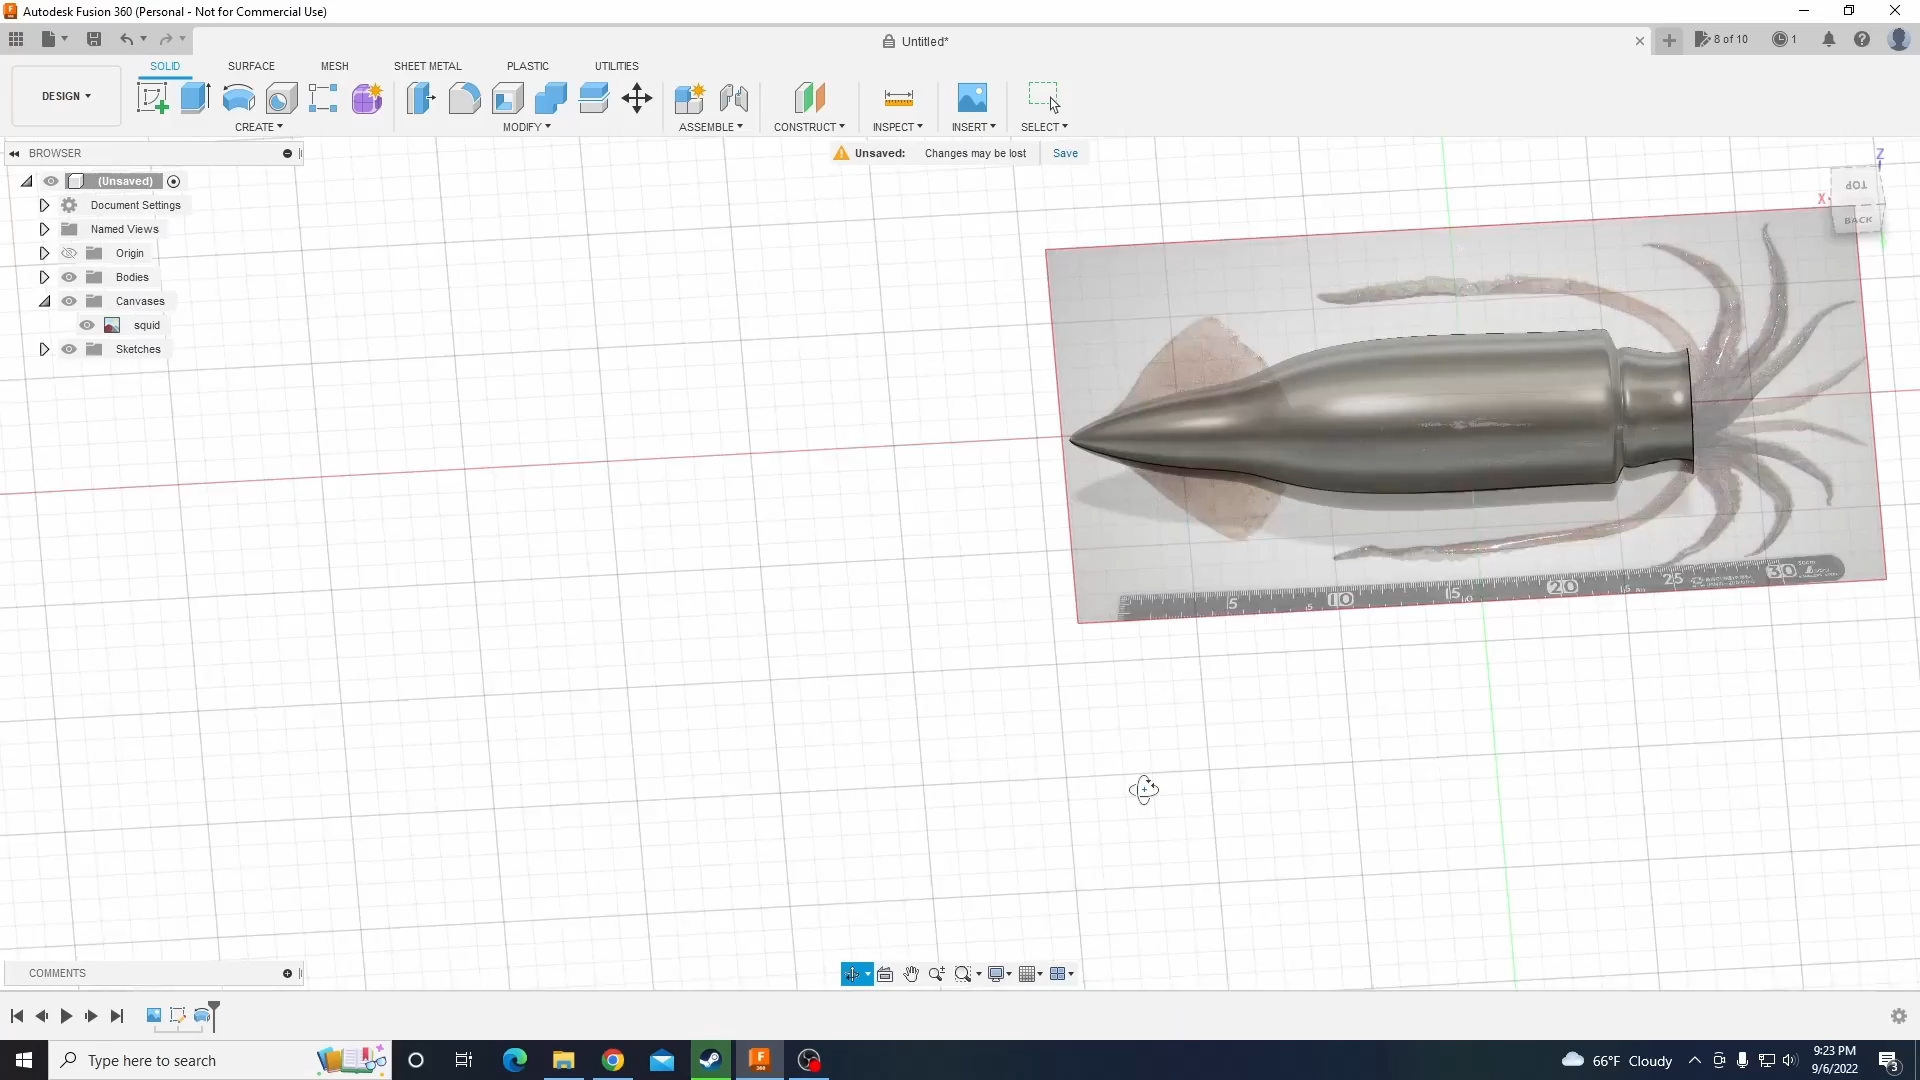 Autodesk Fusion 360 (Personal - Not for Commercial Use)
Untitled*
8 of 10
1
DESIGN
SOLID
SURFACE
MESH
SHEET METAL
PLASTIC
UTILITIES
CREATE
MODIFY
ASSEMBLE
CONSTRUCT
INSPECT
INSERT
SELECT
BROWSER
Unsaved: Changes may be lost
Save
(Unsaved)
Document Settings
Named Views
Origin
Bodies
Canvases
squid
Sketches
Z
X
TOP
BACK
5 10 15 20 25 30
COMMENTS
Type here to search
66°F Cloudy
9:23 PM
9/6/2022
3